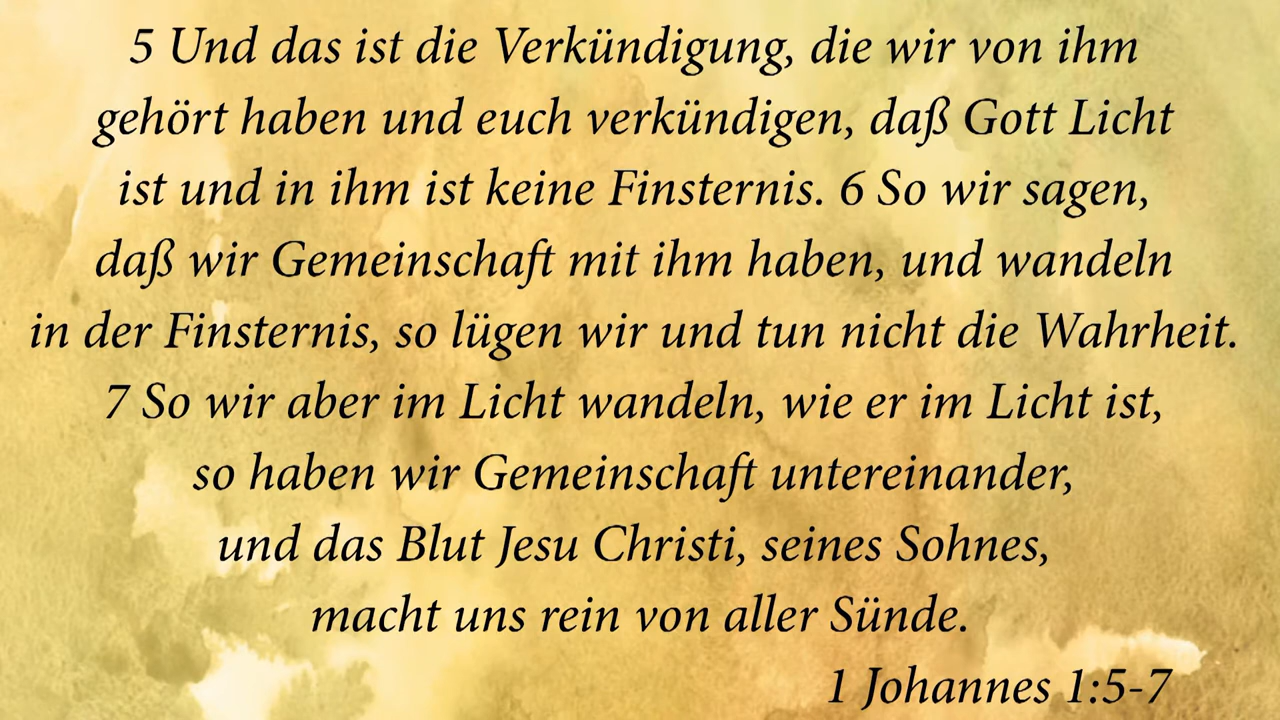 5 Und das ist die Verkündigung, die wir von ihm
gehört haben und euch verkündigen, daß Gott Licht
ist und in ihm ist keine Finsternis. 6 So wir sagen,
daß wir Gemeinschaft mit ihm haben, und wandeln
in der Finsternis, so lügen wir und tun nicht die Wahrheit.
7 So wir aber im Licht wandeln, wie er im Licht ist,
so haben wir Gemeinschaft untereinander,
und das Blut Jesu Christi, seines Sohnes,
macht uns rein von aller Sünde.
1 Johannes 1:5-7